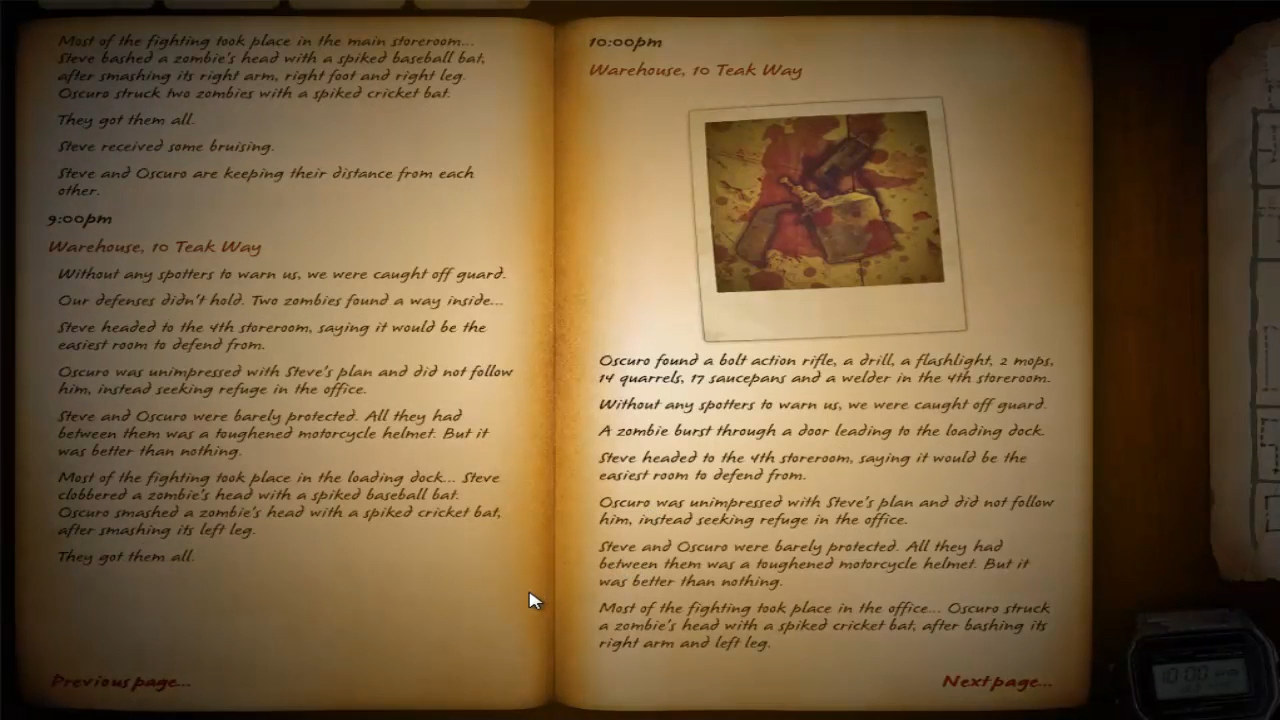 Most of the fighting took place in the main storeroom...
Steve bashed a zombie's head with a spiked baseball bat,
after smashing its right arm, right foot and right leg.
Oscuro struck two zombies with a spiked cricket bat.
They got them all.
Steve received some bruising.
Steve and Oscuro are keeping their distance from each
other.
9:00pm
Warehouse, 10 Teak Way
Without any spotters to warn us, we were caught off guard.
Our defenses didn't hold. Two zombies found a way inside...
Steve headed to the 4th storeroom, saying it would be the
easiest room to defend from.
Oscuro was unimpressed with Steve's plan and did not follow
him, instead seeking refuge in the office.
Steve and Oscuro were barely protected. All they had
between them was a toughened motorcycle helmet. But it
was better than nothing.
Most of the fighting took place in the loading dock... Steve
clobbered a zombie's head with a spiked baseball bat.
Oscuro smashed a zombie's head with a spiked cricket bat,
after smashing its left leg.
They got them all.
Previous page...
10:00pm
Warehouse, 10 Teak Way
Oscuro found a bolt action rifle, a drill, a flashlight, 2 mops,
14 quarrels, 17 saucepans and a welder in the 4th storeroom.
Without any spotters to warn us, we were caught off guard.
A zombie burst through a door leading to the loading dock.
Steve headed to the 4th storeroom, saying it would be the
easiest room to defend from.
Oscuro was unimpressed with Steve's plan and did not follow
him, instead seeking refuge in the office.
Steve and Oscuro were barely protected. All they had
between them was a toughened motorcycle helmet. But it
was better than nothing.
Most of the fighting took place in the office... Oscuro struck
a zombie's head with a spiked cricket bat, after bashing its
right arm and left leg.
Next page...
10:00